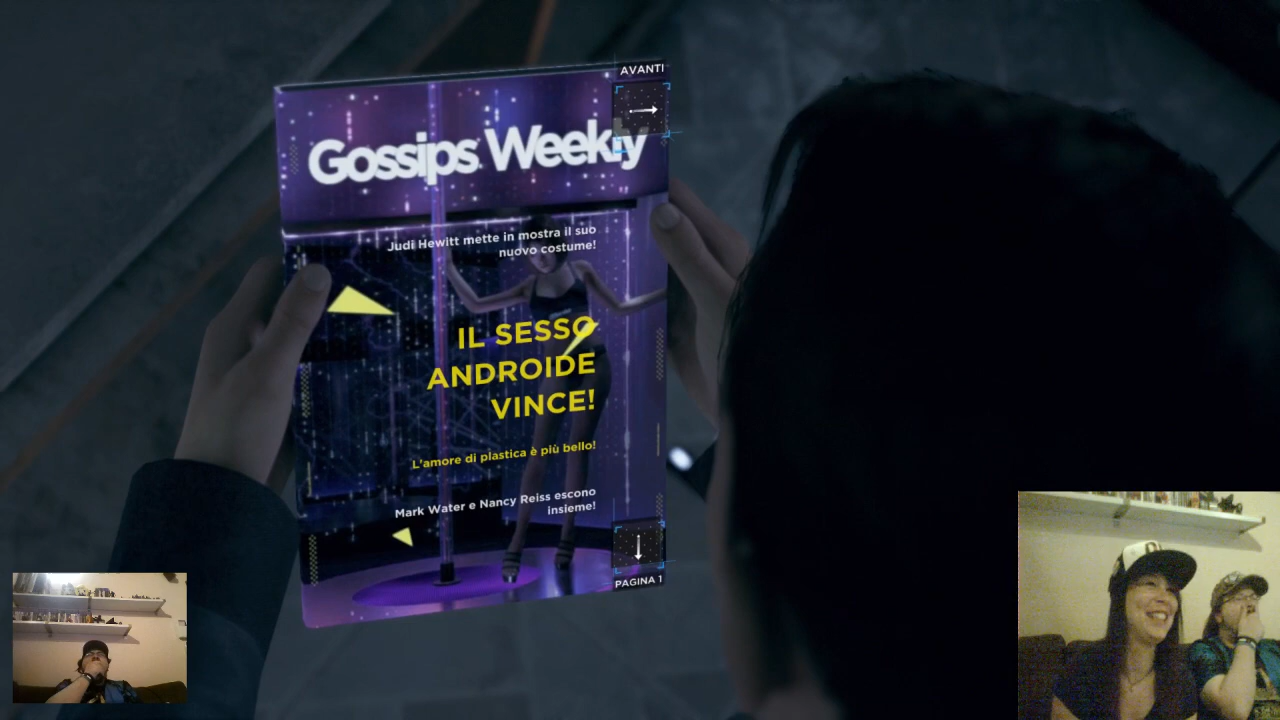 AVANTI
Gossips Weekly
Judi Hewitt mette in mostra il suo
nuovo costume!
IL SESSO
ANDROIDE
VINCE!
L'amore di plastica è più bello!
Mark Water e Nancy Reiss escono
insieme!
PAGINA 1